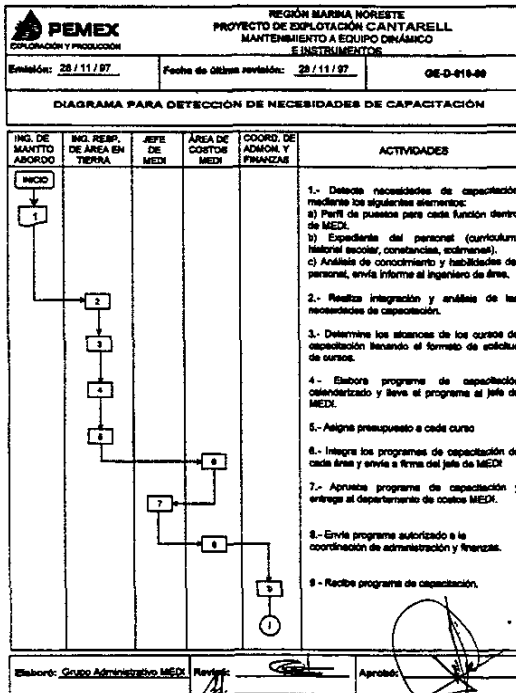 PEMEX
EXPLORACIÓN Y PRODUCCIÓN
REGIÓN MARINA NORESTE
PROYECTO DE EXPLOTACIÓN CANTARELL
MANTENIMIENTO A EQUIPO DINÁMICO
E INSTRUMENTOS
Emisión: 28 / 11 / 97
Fecha de última revisión: 28 / 11 / 97
DIAGRAMA PARA DETECCIÓN DE NECESIDADES DE CAPACITACIÓN
ING. DE
MANTTO
ABORDO
ING. RESP.
DE ÁREA EN
TIERRA
JEFE
DE
MEDI
ÁREA DE
COSTOS
MEDI
COORD. DE
ADMON. Y
FINANZAS
ACTIVIDADES
INICIO
1
2
3
4
5
6
7
8
9
1.- Detecta necesidades de capacitación
mediante los siguientes elementos:
a) Perfil de puestos para cada función dentro
de MEDI.
b) Expediente del personal (curriculum,
historial escolar, constancias, exámenes).
c) Análisis de conocimiento y habilidades del
personal, envía informe al ingeniero de área.
2.- Realiza integración y análisis de las
necesidades de capacitación.
3.- Determina los alcances de los cursos de
capacitación llenando el formato de solicitud
de cursos.
4 - Elabora programa de capacitación
calendarizado y lleva el programa al jefe de
MEDI.
5.- Asigna presupuesto a cada curso
6.- Integra los programas de capacitación de
cada área y envía a firma del jefe de MEDI
7.- Aprueba programa de capacitación y
entrega al departamento de costos MEDI.
8.- Envía programa autorizado a la
coordinación de administración y finanzas.
9 - Recibe programa de capacitación.
Elaboró: Grupo Administrativo MEDI
Revisó:
Aprobó: